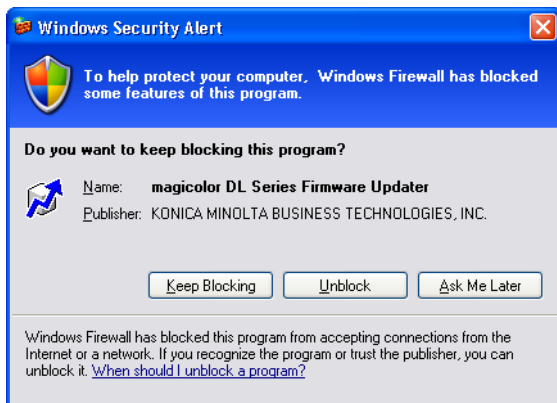 Windows Security Alert
To help protect your computer, Windows Firewall has blocked
some features of this program.
Do you want to keep blocking this program?
Name: magicolor DL Series Firmware Updater
Publisher: KONICA MINOLTA BUSINESS TECHNOLOGIES, INC.
Keep Blocking Unblock Ask Me Later
Windows Firewall has blocked this program from accepting connections from the
Internet or a network. If you recognize the program or trust the publisher, you can
unblock it. When should I unblock a program?